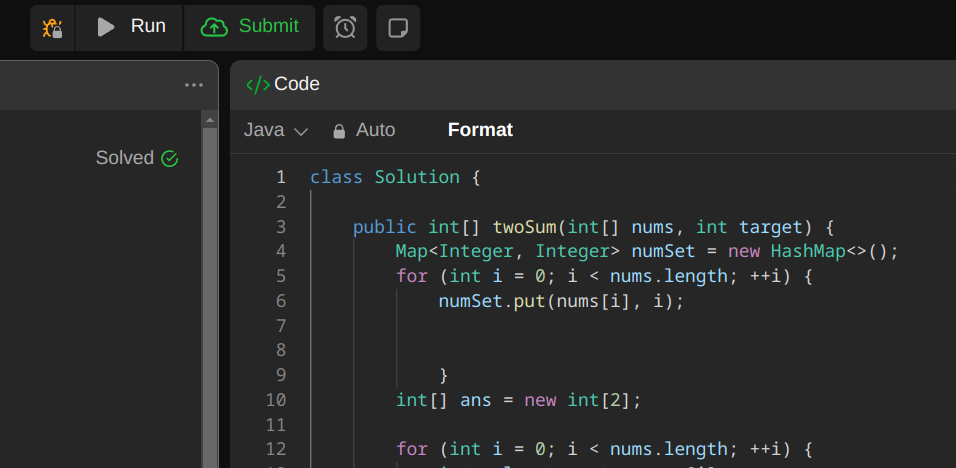 Run Submit
</> Code
Java Auto Format
Solved
1 class Solution {
2
3 public int[] twoSum(int[] nums, int target) {
4 Map<Integer, Integer> numSet = new HashMap<>();
5 for (int i = 0; i < nums.length; ++i) {
6 numSet.put(nums[i], i);
7
8
9 }
10 int[] ans = new int[2];
11
12 for (int i = 0; i < nums.length; ++i) {